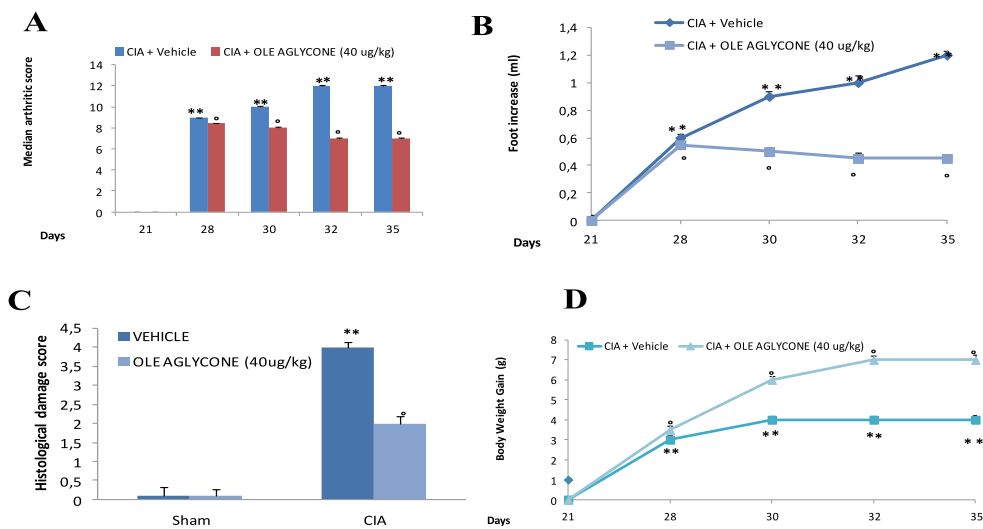 A
CIA + Vehicle CIA + OLE AGLYCONE (40 ug/kg)
Median arthritic score
14
12
10
8
6
4
2
0
** ° ** ° ** ° ** °
Days 21 28 30 32 35
B
CIA + Vehicle
CIA + OLE AGLYCONE (40 ug/kg)
Foot increase (ml)
1,4
1,2
1
0,8
0,6
0,4
0,2
0
** ** ** **
° ° ° °
21 28 30 32 35
Days
C
VEHICLE
OLE AGLYCONE (40ug/kg)
Histological damage score
4,5
4
3,5
3
2,5
2
1,5
1
0,5
0
** °
Sham CIA
D
CIA + Vehicle CIA + OLE AGLYCONE (40 ug/kg)
Body Weight Gain (g)
8
7
6
5
4
3
2
1
0
° ° ° °
** ** ** **
Days 21 28 30 32 35